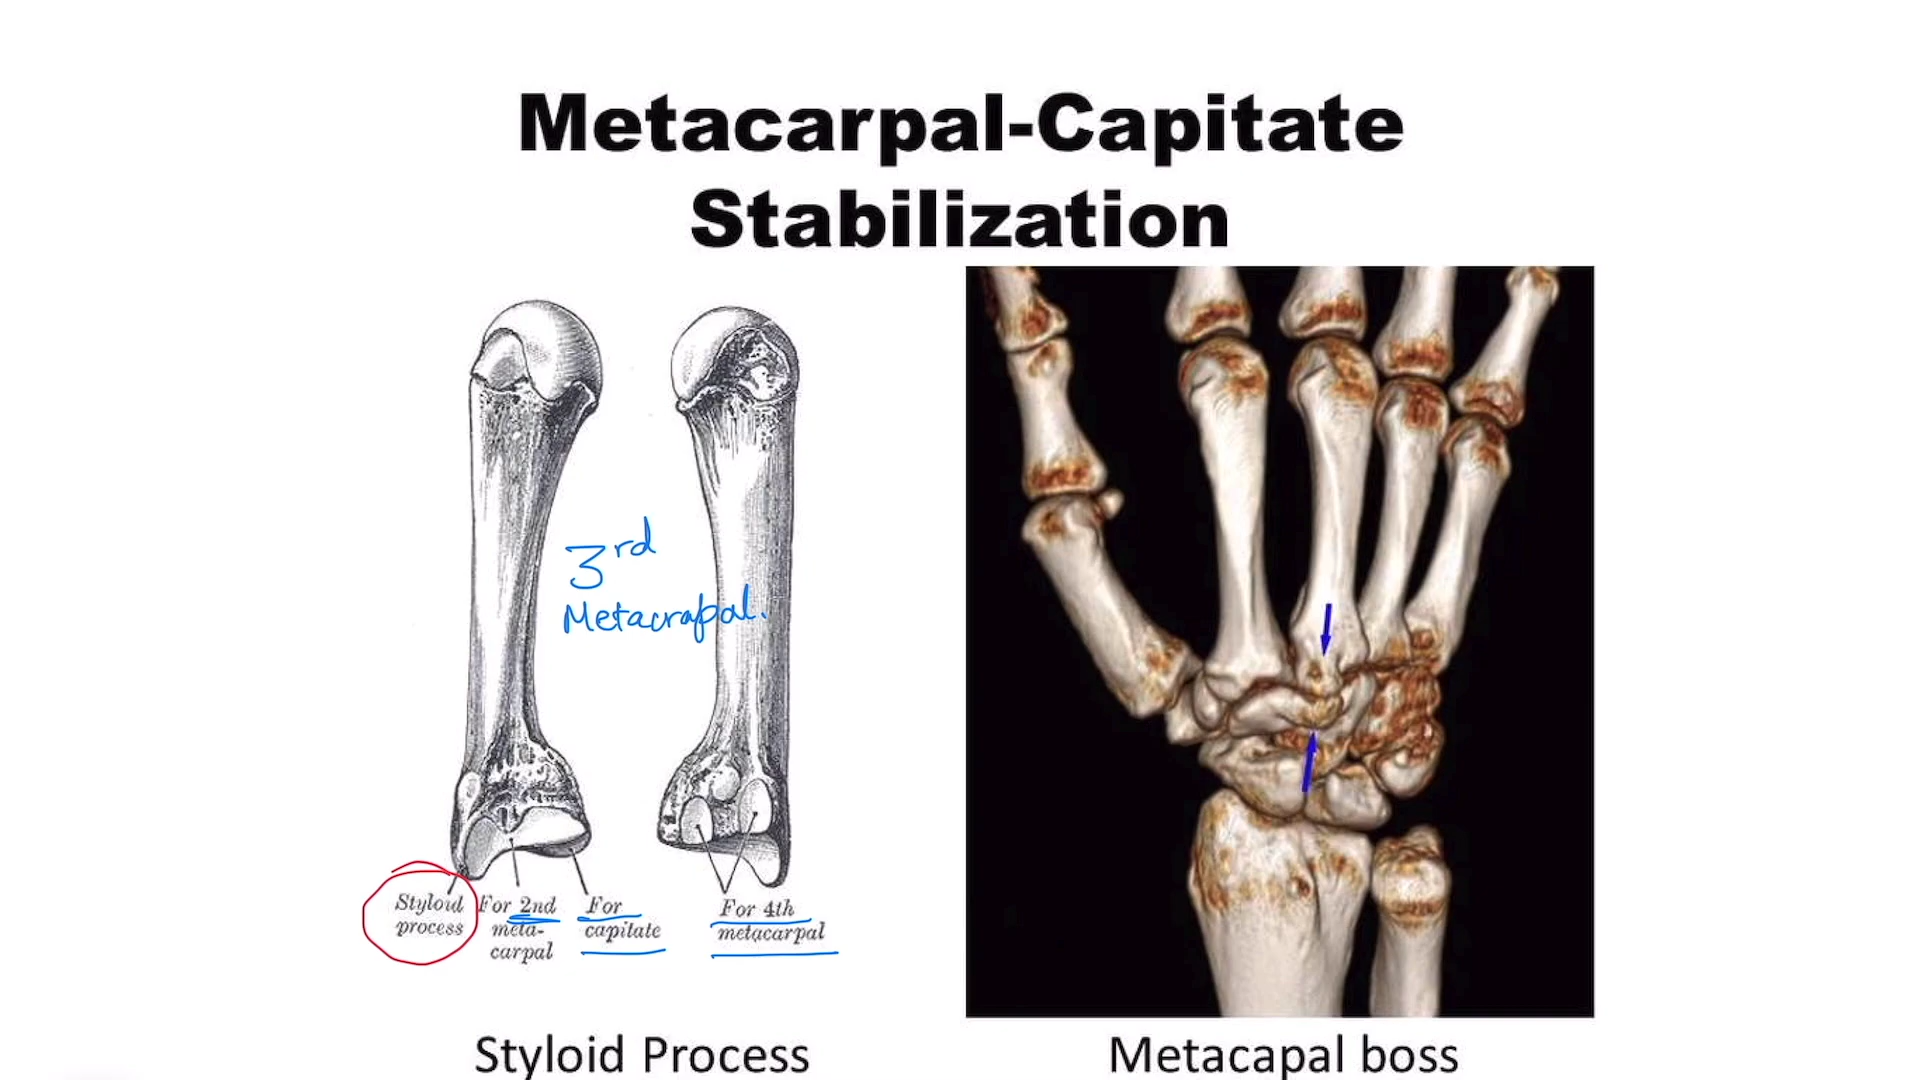 Metacarpal-Capitate
Stabilization
3rd
Metacrapal.
Styloid
process
For 2nd
meta-
carpal
For
capitate
For 4th
metacarpal
Styloid Process
Metacapal boss